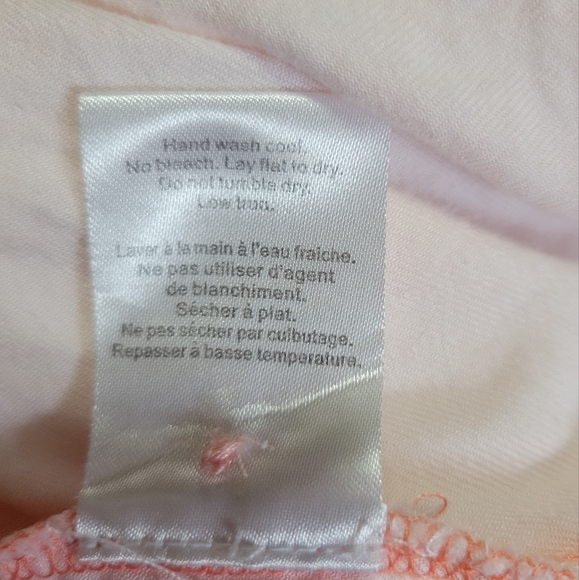 Hand wash cool.
No bleach. Lay flat to dry.
Do not tumble dry.
Low iron.
Laver à la main à l'eau fraiche.
Ne pas utiliser d'agent
de blanchiment.
Sécher à plat.
Ne pas sécher par culbutage.
Repasser à basse temperature.